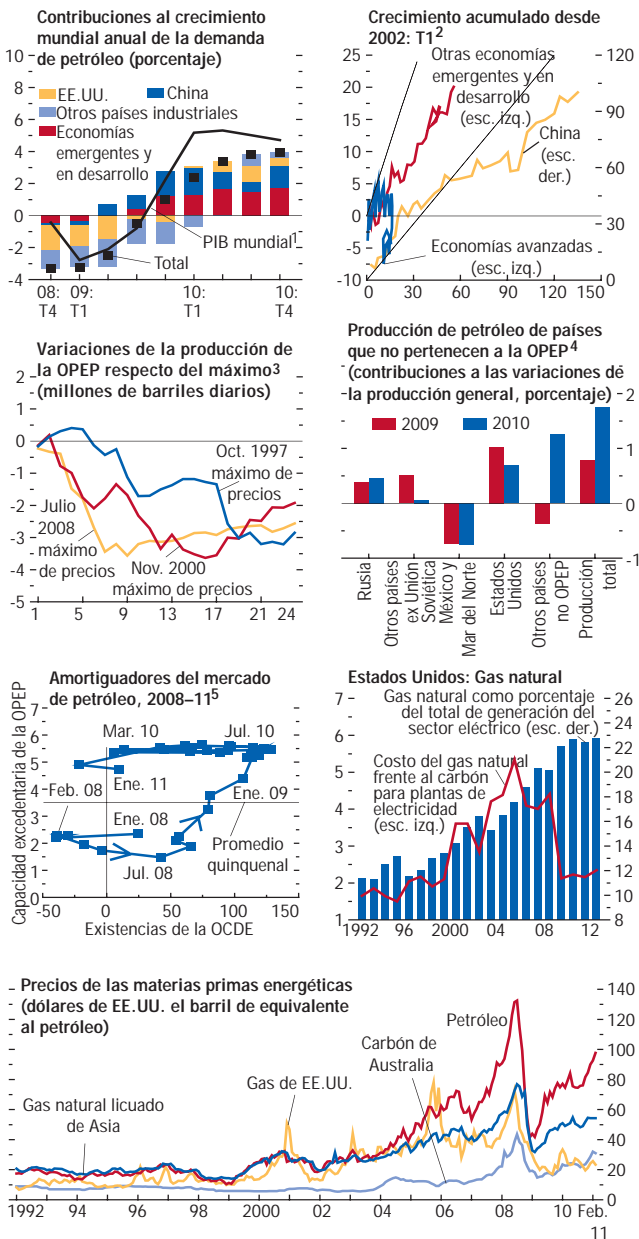 Contribuciones al crecimiento
mundial anual de la demanda
de petróleo (porcentaje)
10
8
6
4
2
0
-2
-4
EE.UU.
China
Otros países industriales
Economías
emergentes y
en desarrollo
PIB mundial1
Total
08:
T4
09:
T1
10:
T1
10:
T4
Crecimiento acumulado desde
2002: T1²
25
20
15
10
5
0
-5
-10
120
100
60
30
0
Otras economías
emergentes y en
desarrollo
(esc. izq.)
China
(esc.
der.)
Economías avanzadas
(esc. izq.)
0 30 60 90 120 150
Variaciones de la producción de
la OPEP respecto del máximo³
(millones de barriles diarios)
2
1
0
-1
-2
-3
-4
-5
Oct. 1997
máximo de
precios
Julio
2008
máximo
de precios
Nov. 2000
máximo de precios
1 5 9 13 17 21 24
Producción de petróleo de países
que no pertenecen a la OPEP⁴
(contribuciones a las variaciones de
la producción general, porcentaje)
2009
2010
2
1
0
-1
Rusia
Otros países
ex Unión
Soviética
México y
Mar del Norte
Estados
Unidos
Otros países
no OPEP
Producción
total
Amortiguadores del mercado
de petróleo, 2008–11⁵
Capacidad excedentaria de la OPEP
7
6
5
4
3
2
1
0
Mar. 10
Jul. 10
Ene. 11
Feb. 08
Ene. 09
Ene. 08
Promedio
quinquenal
Jul. 08
-50 0 50 100 150
Existencias de la OCDE
Estados Unidos: Gas natural
7
6
5
4
3
2
1
26
24
22
20
18
16
14
12
10
8
Gas natural como porcentaje
del total de generación del
sector eléctrico (esc. der.)
Costo del gas natural
frente al carbón
para plantas de
electricidad
(esc. izq.)
1992 96 2000 04 08 12
Precios de las materias primas energéticas
(dólares de EE.UU. el barril de equivalente
al petróleo)
140
120
100
80
60
40
20
0
Petróleo
Carbón de
Australia
Gas de EE.UU.
Gas natural licuado
de Asia
1992 94 96 98 2000 02 04 06 08 10 Feb.
11